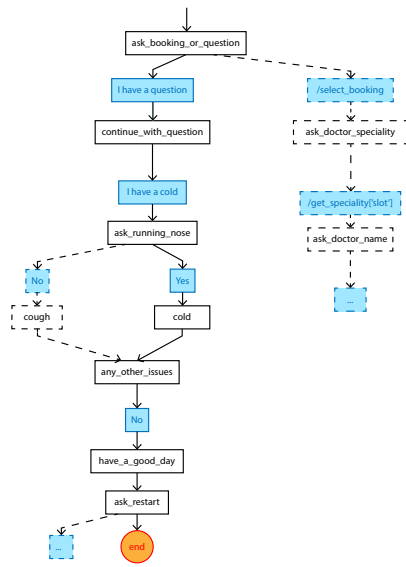 ask_booking_or_question
I have a question
/select_booking
continue_with_question
ask_doctor_speciality
I have a cold
/get_speciality['slot']
ask_running_nose
ask_doctor_name
No
Yes
...
cough
cold
any_other_issues
No
have_a_good_day
ask_restart
...
end